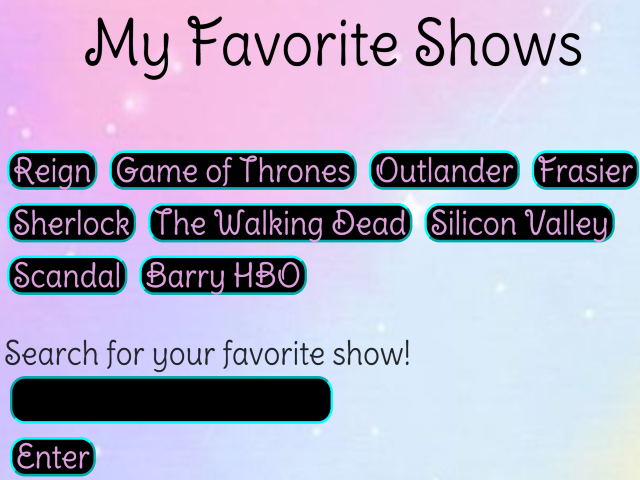 My Favorite Shows
Reign Game of Thrones Outlander Frasier
Sherlock The Walking Dead Silicon Valley
Scandal Barry HBO
Search for your favorite show!
Enter